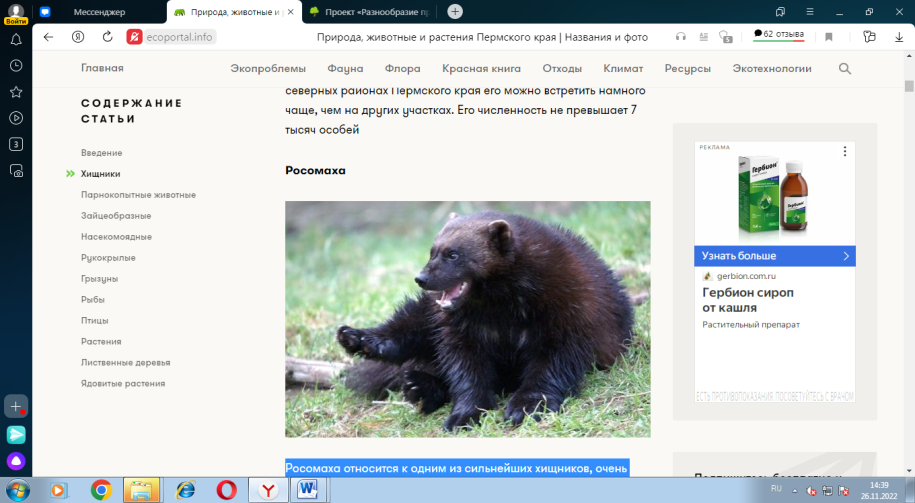 Войти
Мессенджер
Природа, животные и
Проект «Разнообразие пр
ecoportal.info
Природа, животные и растения Пермского края | Названия и фото
62 отзыва
Главная
Экопроблемы
Фауна
Флора
Красная книга
Отходы
Климат
Ресурсы
Экотехнологии
СОДЕРЖАНИЕ
СТАТЬИ
Введение
Хищники
Парнокопытные животные
Зайцеобразные
Насекомоядные
Рукокрылые
Грызуны
Рыбы
Птицы
Растения
Лиственные деревья
Ядовитые растения
северных районах Пермского края его можно встретить намного
чаще, чем на других участках. Его численность не превышает 7
тысяч особей
Росомаха
Росомаха относится к одним из сильнейших хищников, очень
РЕКЛАМА
Гербион
Узнать больше
gerbion.com.ru
Гербион сироп
от кашля
Растительный препарат
ЕСТЬ ПРОТИВОПОКАЗАНИЯ. ПОСОВЕТУЙТЕСЬ С ВРАЧОМ
3
RU
14:39
26.11.2022